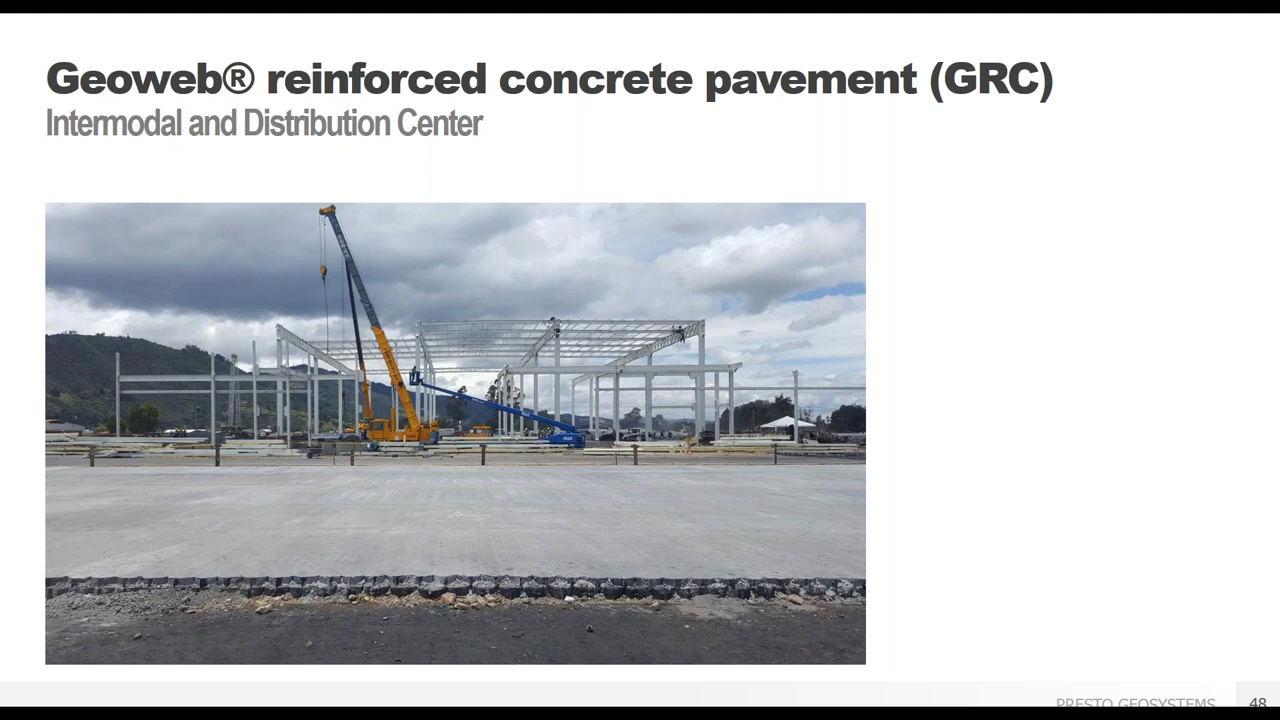 Geoweb® reinforced concrete pavement (GRC)
Intermodal and Distribution Center
PRESTO GEOSYSTEMS
48